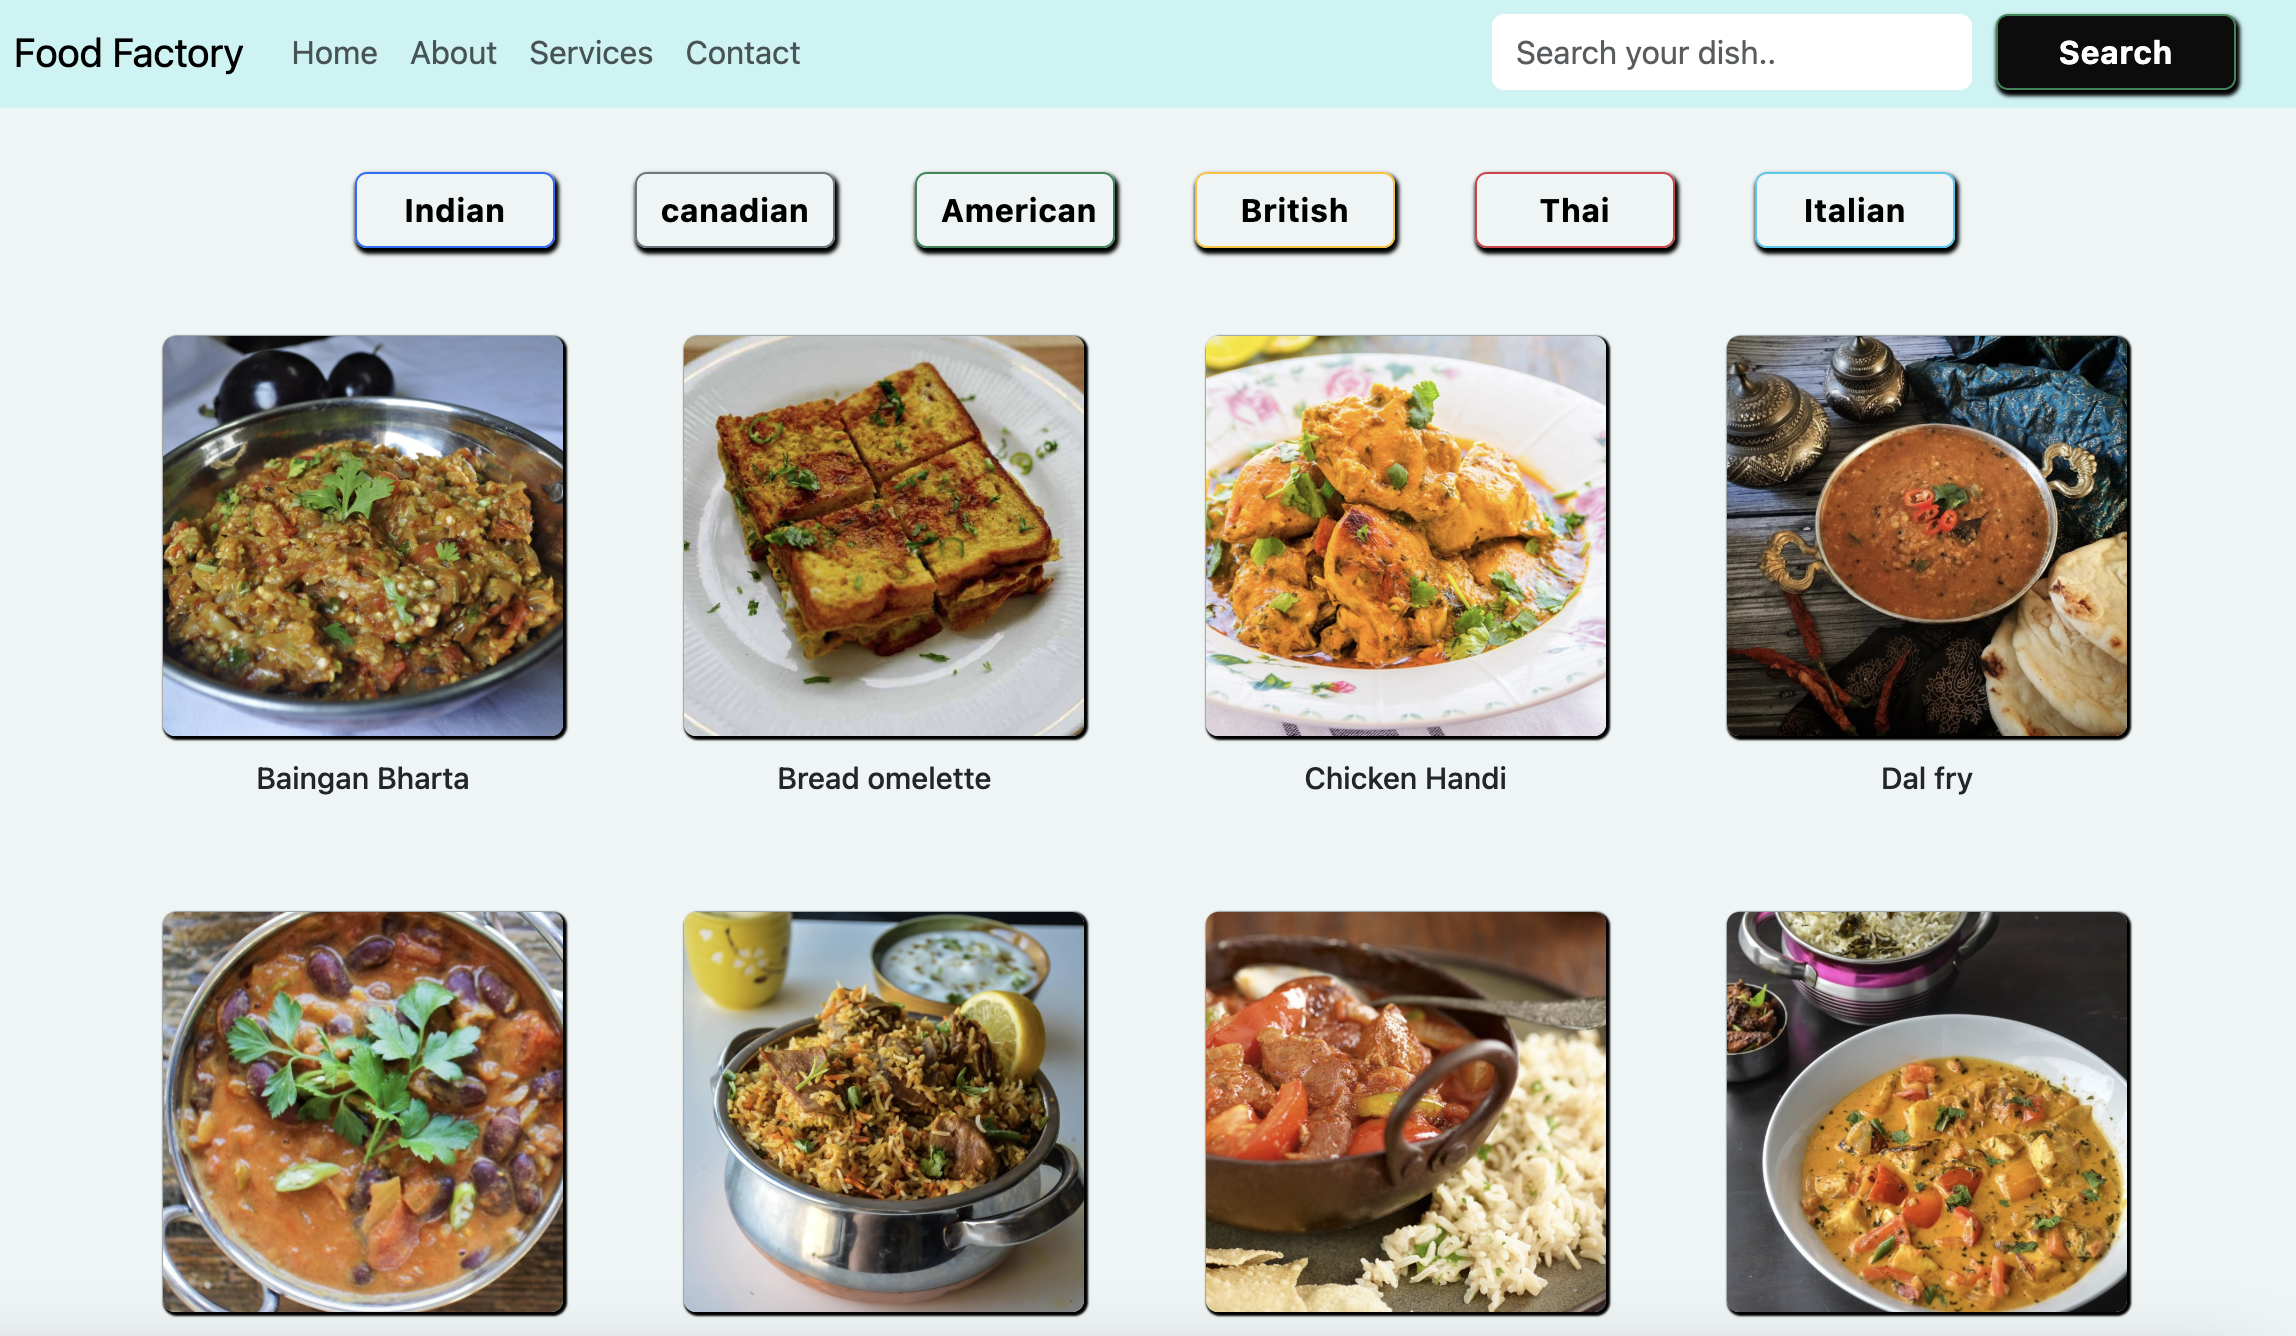 Food Factory Home About Services Contact Search your dish.. Search
Indian canadian American British Thai Italian
Baingan Bharta Bread omelette Chicken Handi Dal fry